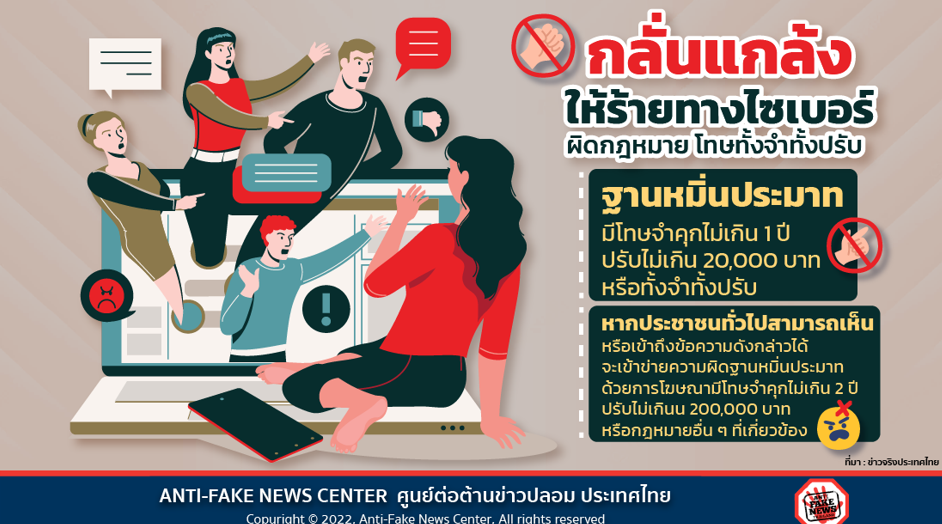 กลั่นแกล้ง
ให้ร้ายทางไซเบอร์
ผิดกฎหมาย โทษทั้งจำทั้งปรับ
ฐานหมิ่นประมาท
มีโทษจำคุกไม่เกิน 1 ปี
ปรับไม่เกิน 20,000 บาท
หรือทั้งจำทั้งปรับ
หากประชาชนทั่วไปสามารถเห็น
หรือเข้าถึงข้อความดังกล่าวได้
จะเข้าข่ายความผิดฐานหมิ่นประมาท
ด้วยการโฆษณามีโทษจำคุกไม่เกิน 2 ปี
ปรับไม่เกินน 200,000 บาท
หรือกฎหมายอื่น ๆ ที่เกี่ยวข้อง
ที่มา : ข่าวจริงประเทศไทย
ANTI-FAKE NEWS CENTER ศูนย์ต่อต้านข่าวปลอม ประเทศไทย
ANTI
FAKE
NEWS
Copyright © 2022, Anti-Fake News Center, All rights reserved